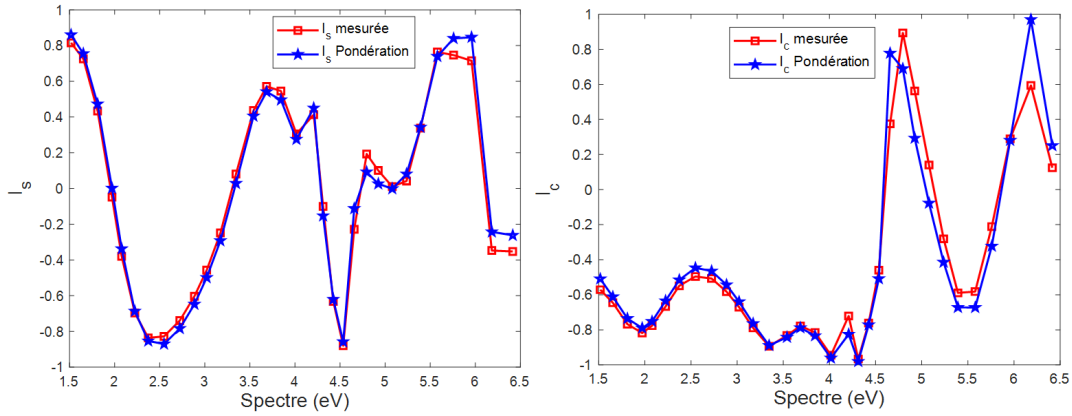 1
0.8
0.6
0.4
0.2
0
-0.2
-0.4
-0.6
-0.8
-1
I_s
I_s mesurée
I_s Pondération
1.5 2 2.5 3 3.5 4 4.5 5 5.5 6 6.5
Spectre (eV)
1
0.8
0.6
0.4
0.2
0
-0.2
-0.4
-0.6
-0.8
-1
I_c
I_c mesurée
I_c Pondération
1.5 2 2.5 3 3.5 4 4.5 5 5.5 6 6.5
Spectre (eV)